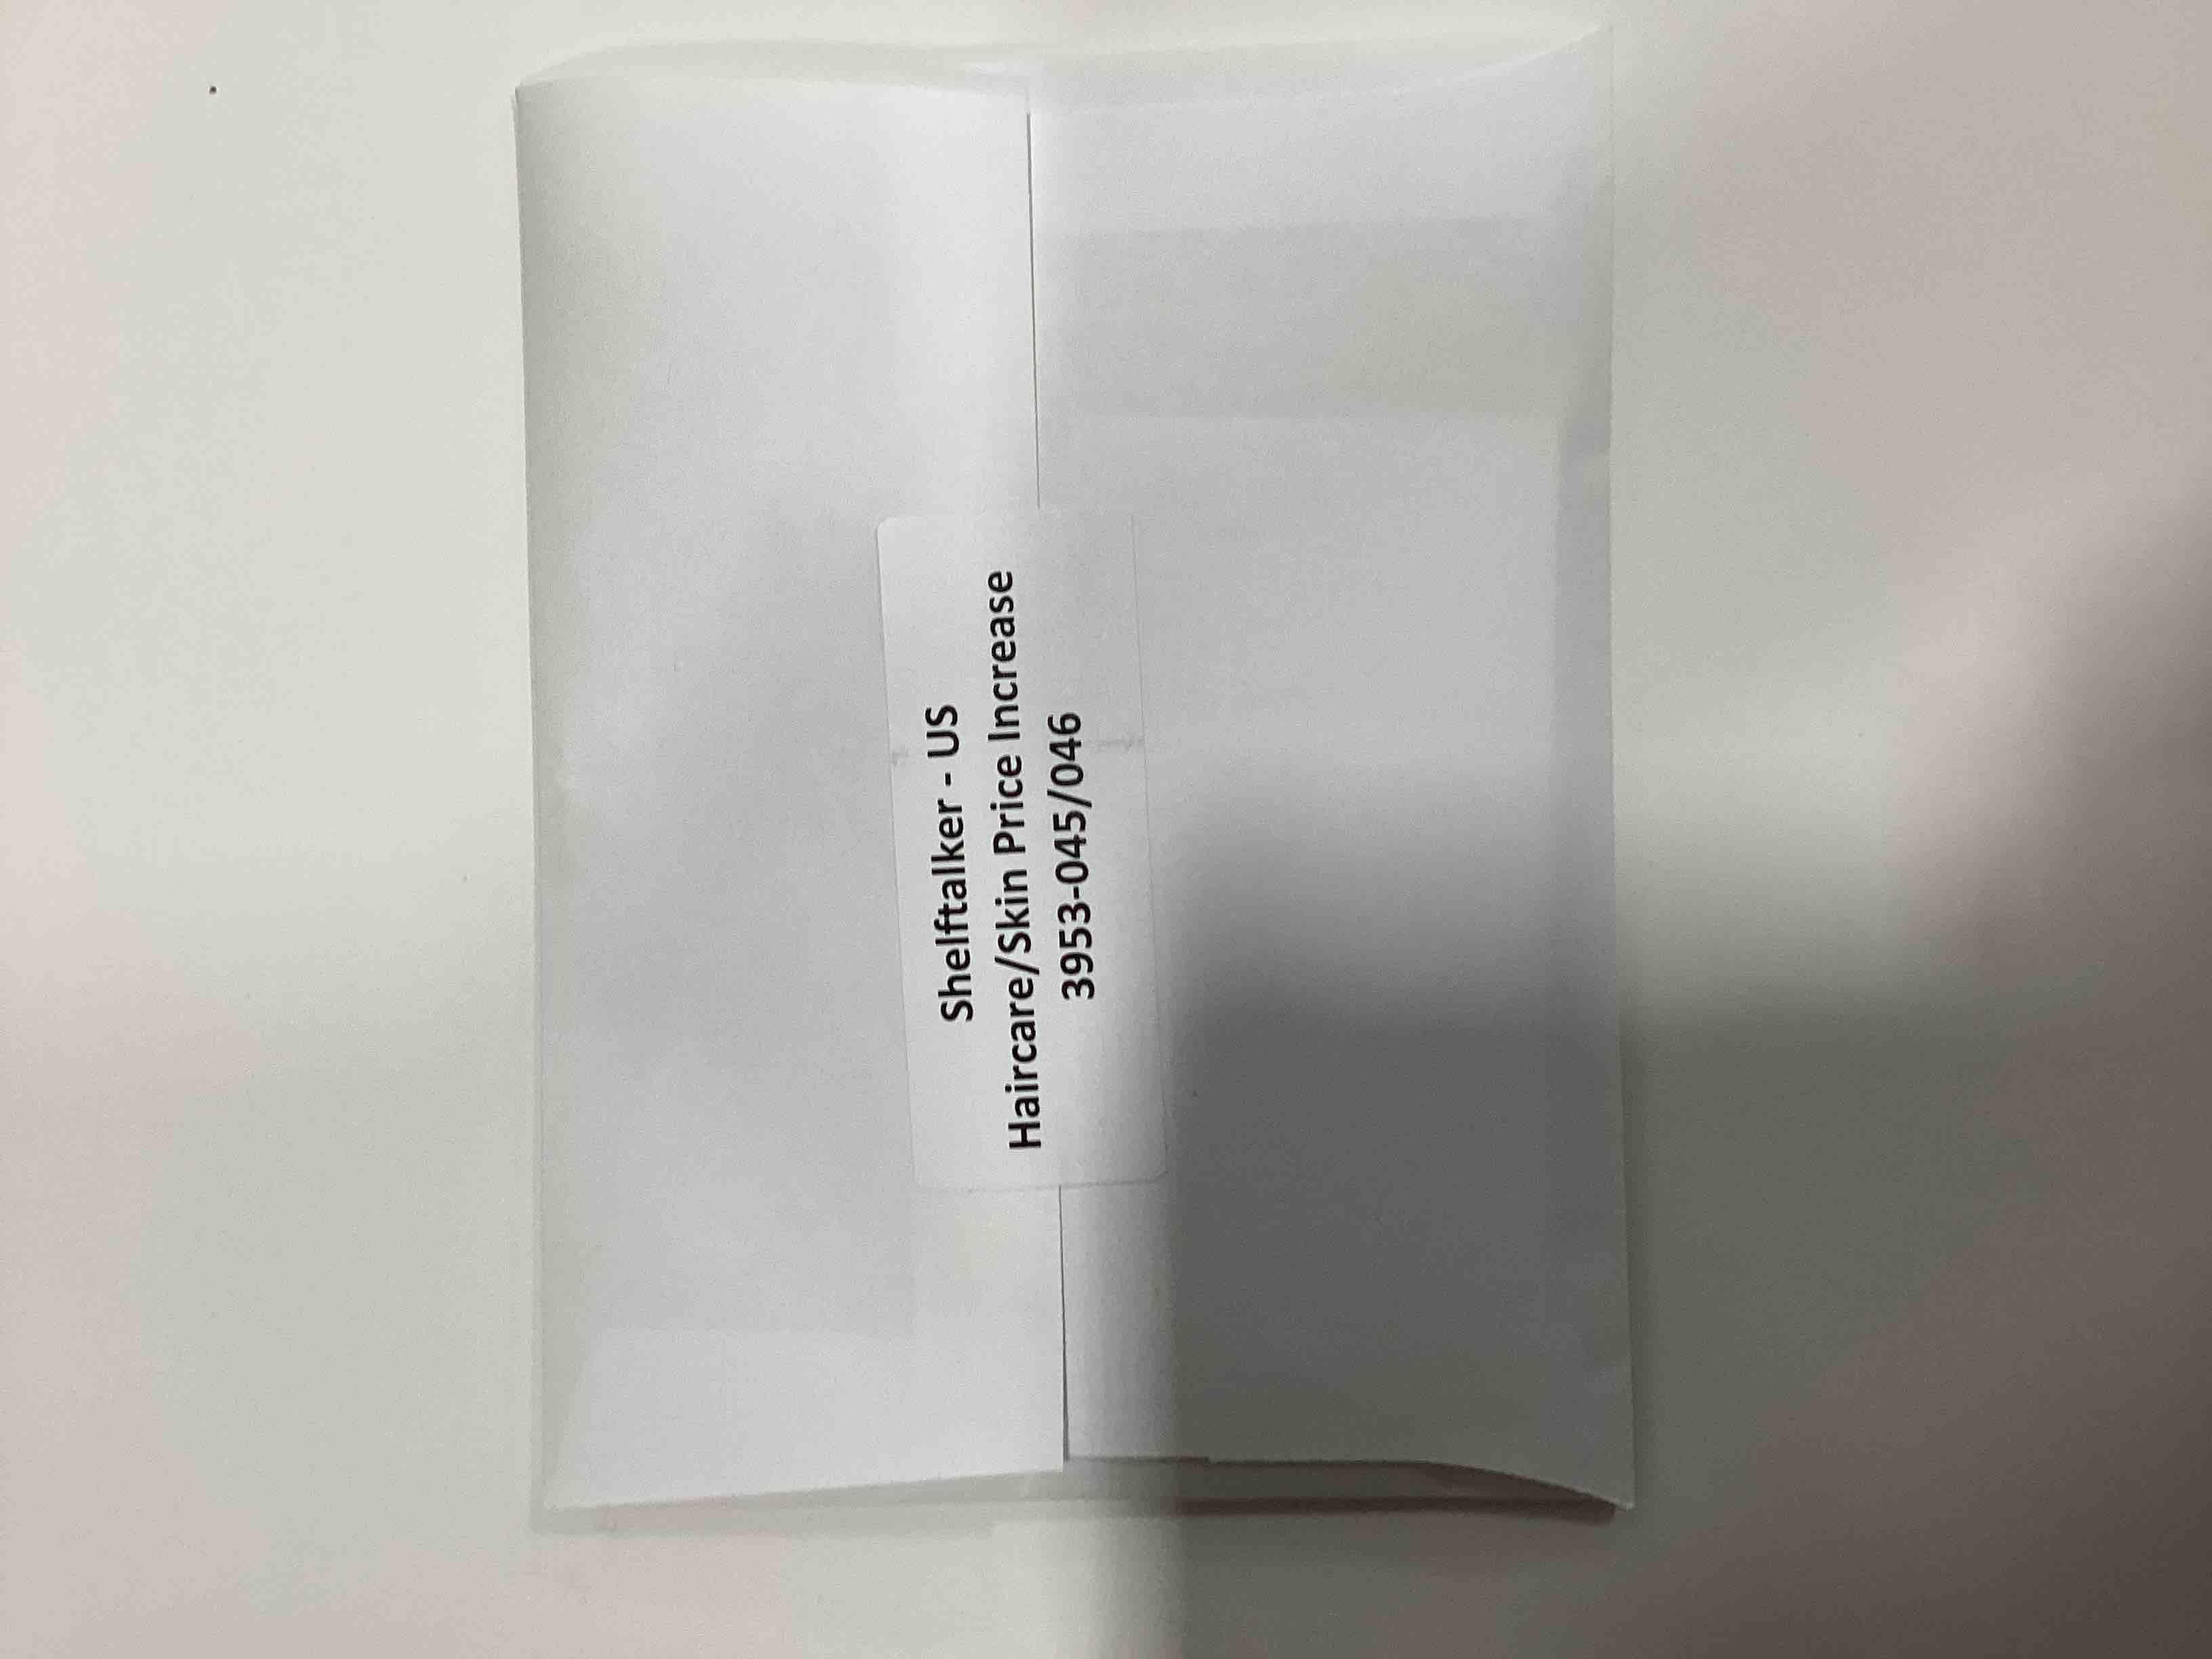 Shelftalker - US
Haircare/Skin Price Increase
3953-045/046